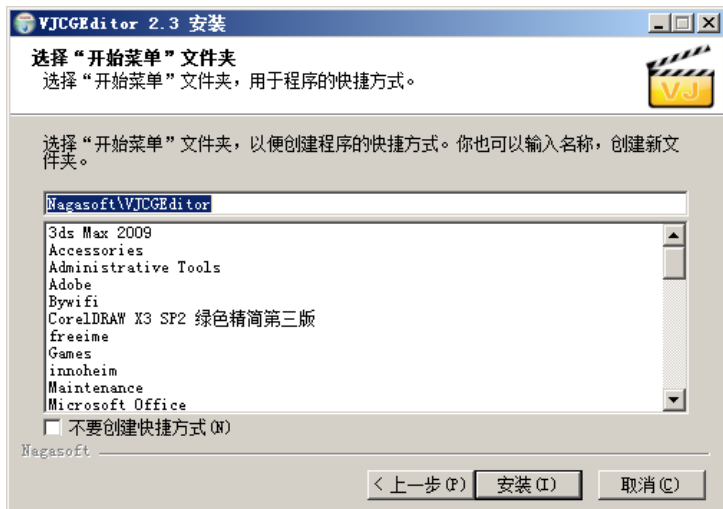 VJCGEditor 2.3 安装
选择“开始菜单”文件夹
选择“开始菜单”文件夹，用于程序的快捷方式。
VJ
选择“开始菜单”文件夹，以便创建程序的快捷方式。你也可以输入名称，创建新文
件夹。
Nagasoft\VJCGEditor
3ds Max 2009
Accessories
Administrative Tools
Adobe
Bywifi
CorelDRAW X3 SP2 绿色精简第三版
freeime
Games
innoheim
Maintenance
Microsoft Office
不要创建快捷方式(N)
Nagasoft
< 上一步(P) 安装(I) 取消(C)